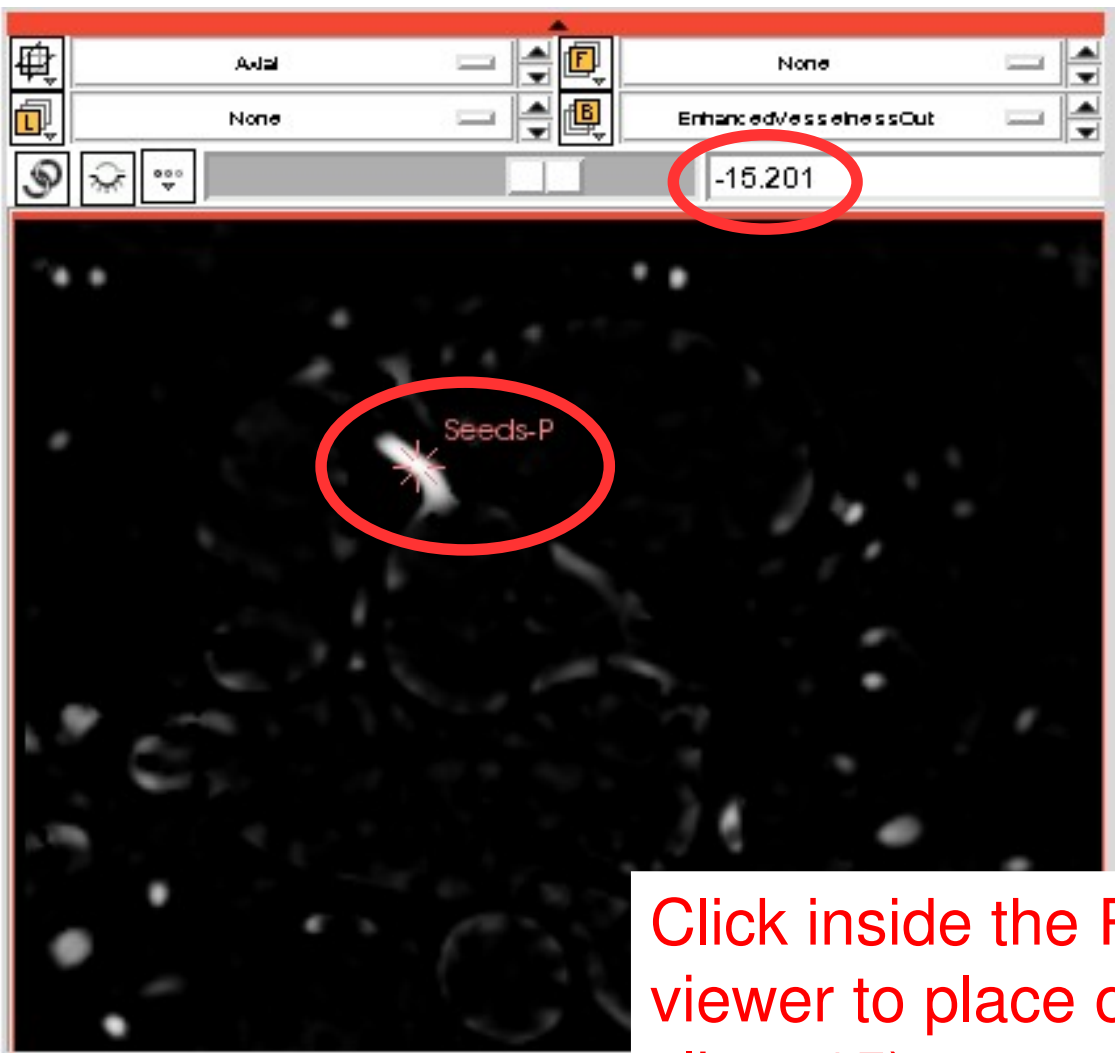 Axial
F
None
L
None
B
EnhancedVesselnessOut
-15.201
Seeds-P
Click inside the
viewer to place